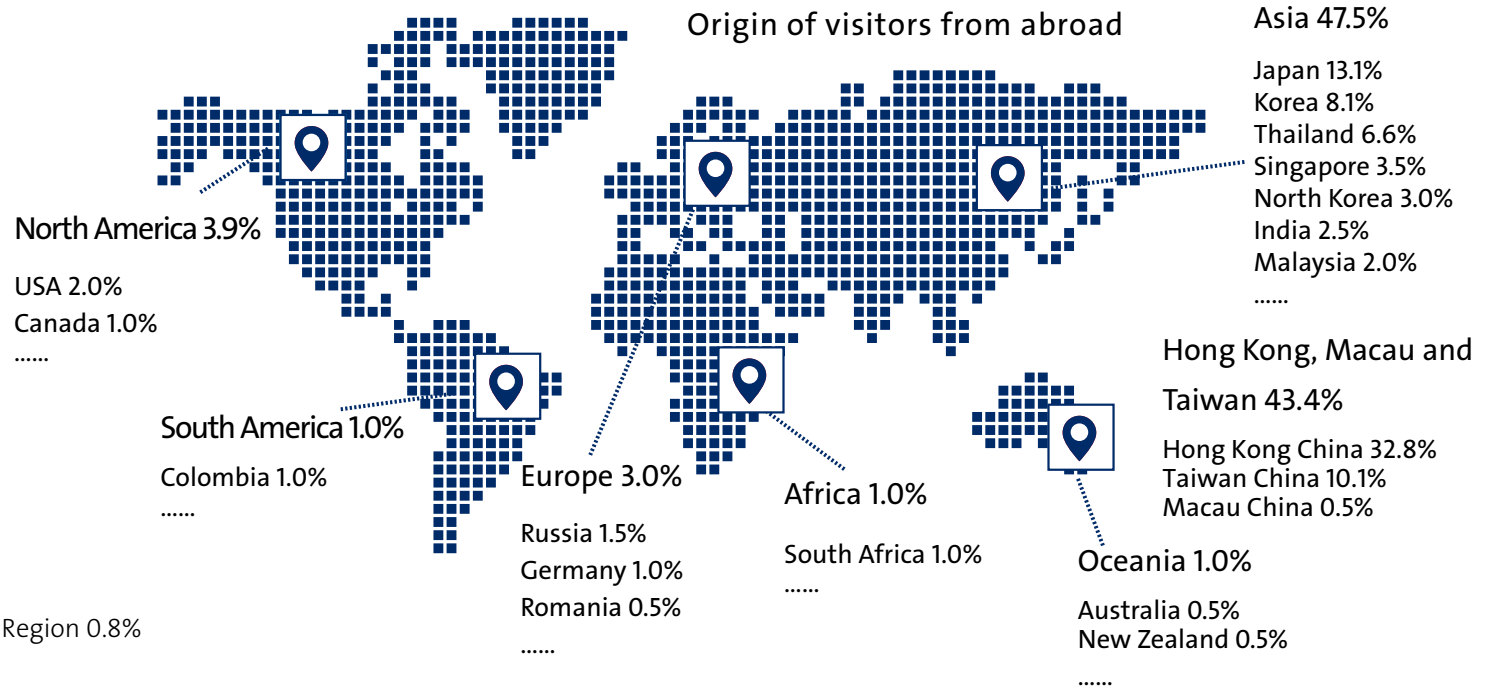 Origin of visitors from abroad
Asia 47.5%
Japan 13.1%
Korea 8.1%
Thailand 6.6%
Singapore 3.5%
North Korea 3.0%
India 2.5%
Malaysia 2.0%
......
North America 3.9%
USA 2.0%
Canada 1.0%
......
Hong Kong, Macau and
Taiwan 43.4%
Hong Kong China 32.8%
Taiwan China 10.1%
Macau China 0.5%
South America 1.0%
Colombia 1.0%
......
Europe 3.0%
Russia 1.5%
Germany 1.0%
Romania 0.5%
......
Africa 1.0%
South Africa 1.0%
......
Oceania 1.0%
Australia 0.5%
New Zealand 0.5%
......
Region 0.8%